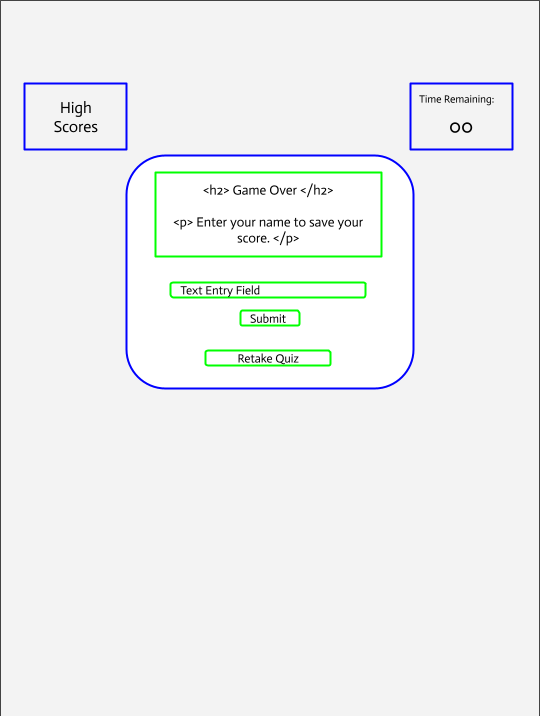 High
Scores
Time Remaining:
00
<h2> Game Over </h2>
<p> Enter your name to save your
score. </p>
Text Entry Field
Submit
Retake Quiz